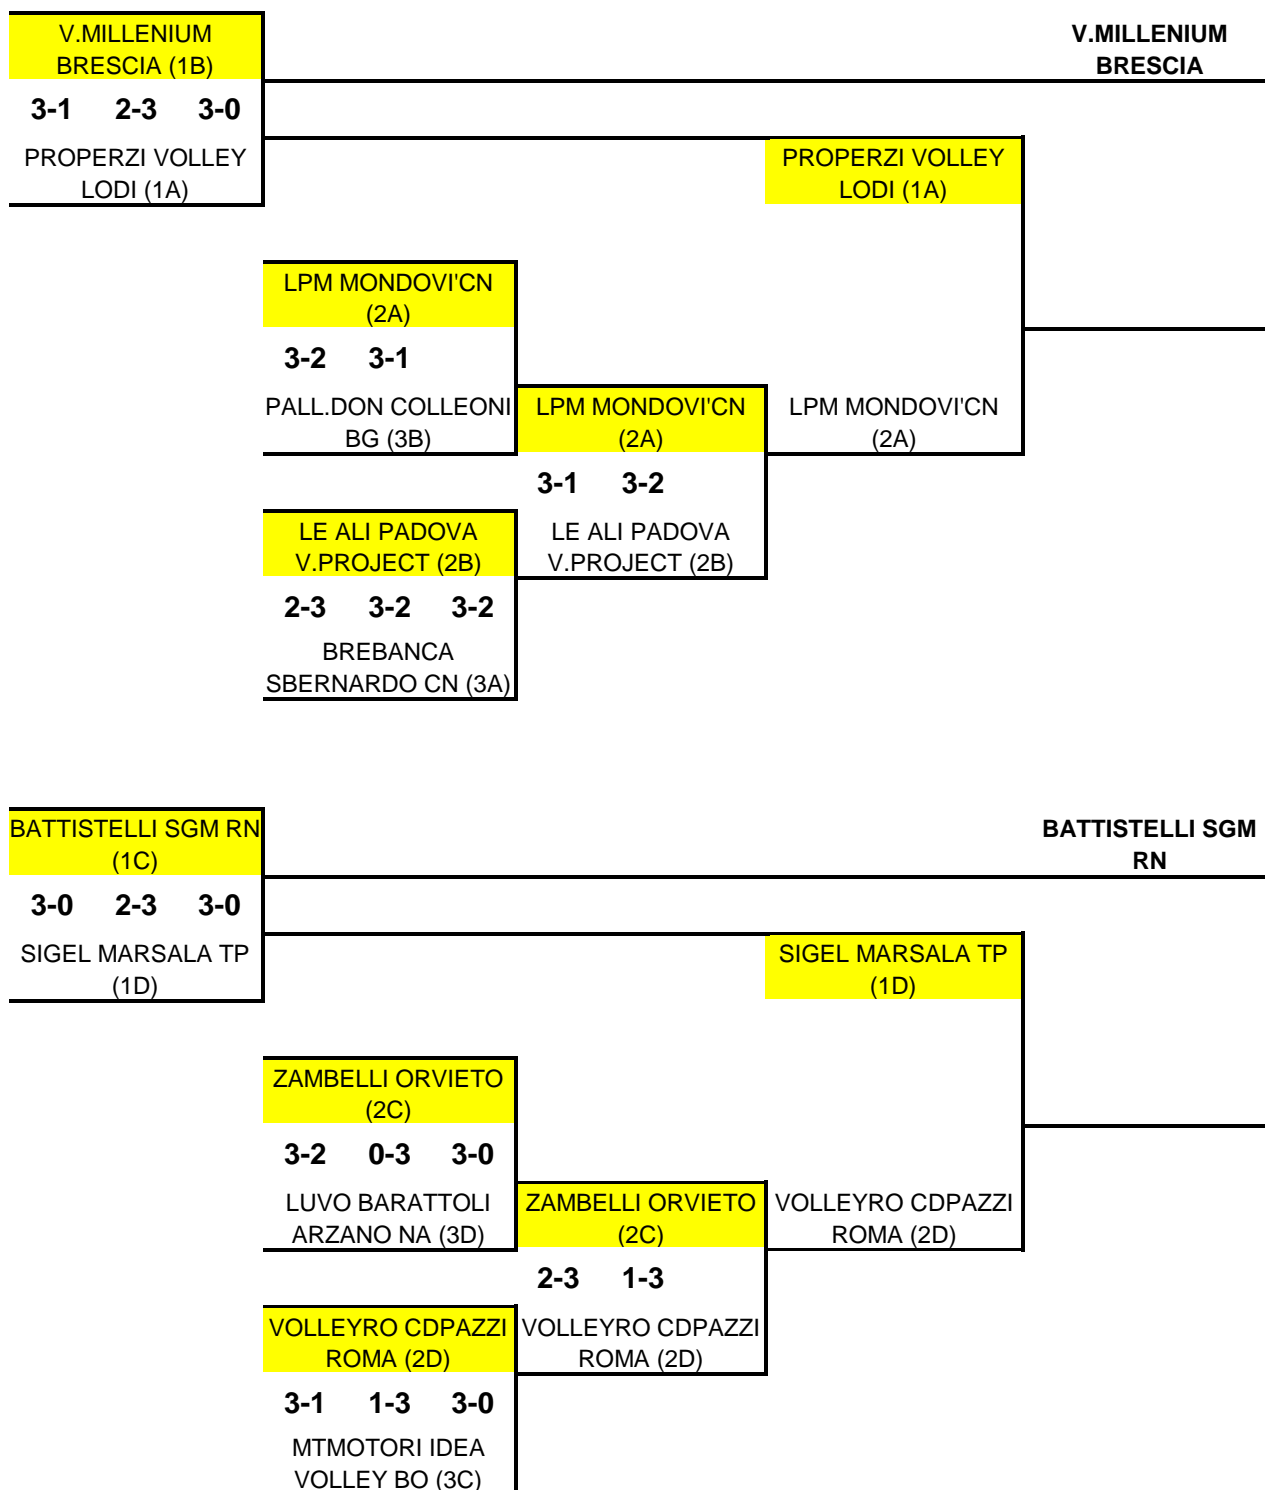 V.MILLENIUM
BRESCIA (1B)
V.MILLENIUM
BRESCIA
3-1 2-3 3-0
PROPERZI VOLLEY
LODI (1A)
PROPERZI VOLLEY
LODI (1A)
LPM MONDOVI'CN
(2A)
3-2 3-1
PALL.DON COLLEONI
BG (3B)
LPM MONDOVI'CN
(2A)
LPM MONDOVI'CN
(2A)
3-1 3-2
LE ALI PADOVA
V.PROJECT (2B)
LE ALI PADOVA
V.PROJECT (2B)
2-3 3-2 3-2
BREBANCA
SBERNARDO CN (3A)
BATTISTELLI SGM RN
(1C)
BATTISTELLI SGM
RN
3-0 2-3 3-0
SIGEL MARSALA TP
(1D)
SIGEL MARSALA TP
(1D)
ZAMBELLI ORVIETO
(2C)
3-2 0-3 3-0
LUVO BARATTOLI
ARZANO NA (3D)
ZAMBELLI ORVIETO
(2C)
VOLLEYRO CDPAZZI
ROMA (2D)
2-3 1-3
VOLLEYRO CDPAZZI
ROMA (2D)
VOLLEYRO CDPAZZI
ROMA (2D)
3-1 1-3 3-0
MTMOTORI IDEA
VOLLEY BO (3C)